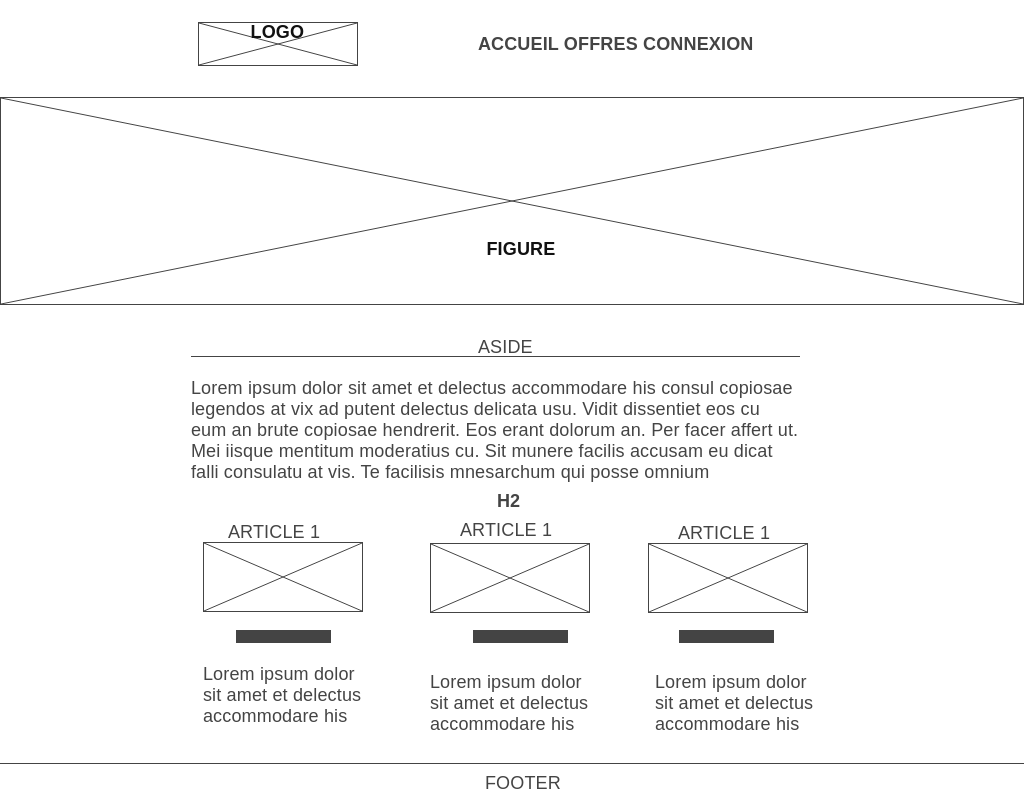 LOGO
ACCUEIL OFFRES CONNEXION
FIGURE
ASIDE
Lorem ipsum dolor sit amet et delectus accommodare his consul copiosae
legendos at vix ad putent delectus delicata usu. Vidit dissentiet eos cu
eum an brute copiosae hendrerit. Eos erant dolorum an. Per facer affert ut.
Mei iisque mentitum moderatius cu. Sit munere facilis accusam eu dicat
falli consulatu at vis. Te facilisis mnesarchum qui posse omnium
H2
ARTICLE 1
Lorem ipsum dolor
sit amet et delectus
accommodare his
ARTICLE 1
Lorem ipsum dolor
sit amet et delectus
accommodare his
ARTICLE 1
Lorem ipsum dolor
sit amet et delectus
accommodare his
FOOTER